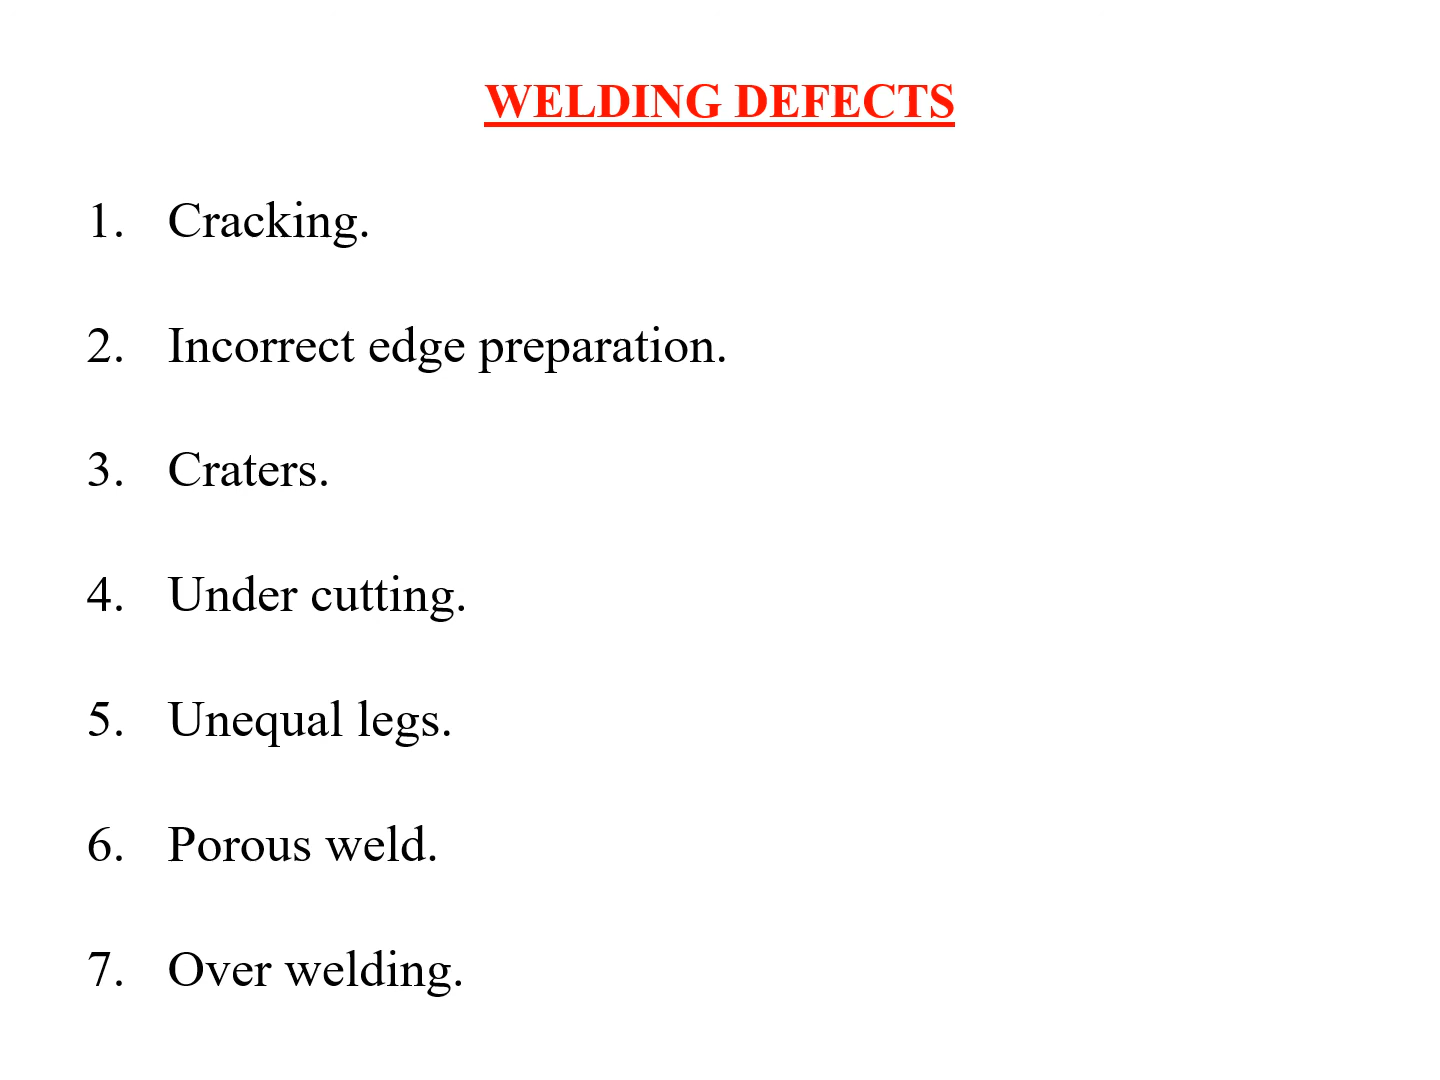 WELDING DEFECTS
1. Cracking.
2. Incorrect edge preparation.
3. Craters.
4. Under cutting.
5. Unequal legs.
6. Porous weld.
7. Over welding.